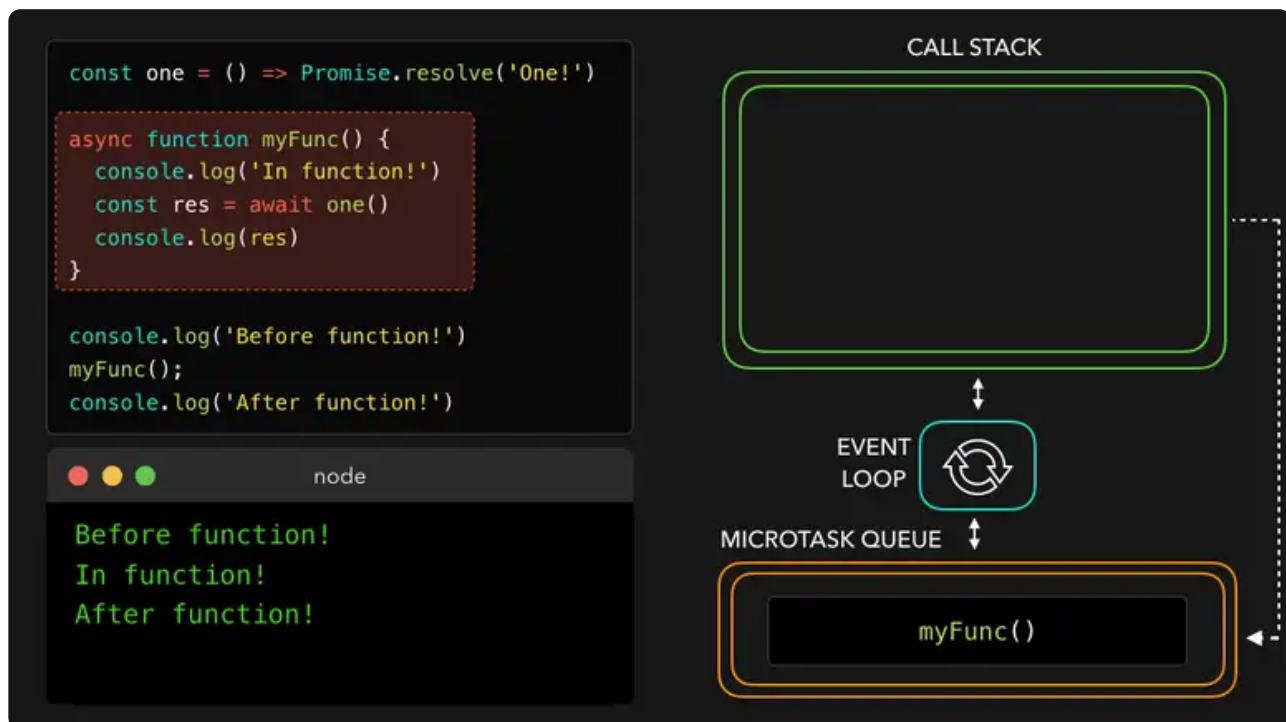 const one = () => Promise.resolve('One!')
async function myFunc() {
  console.log('In function!')
  const res = await one()
  console.log(res)
}
console.log('Before function!')
myFunc();
console.log('After function!')
node
Before function!
In function!
After function!
CALL STACK
EVENT
LOOP
MICROTASK QUEUE
myFunc()